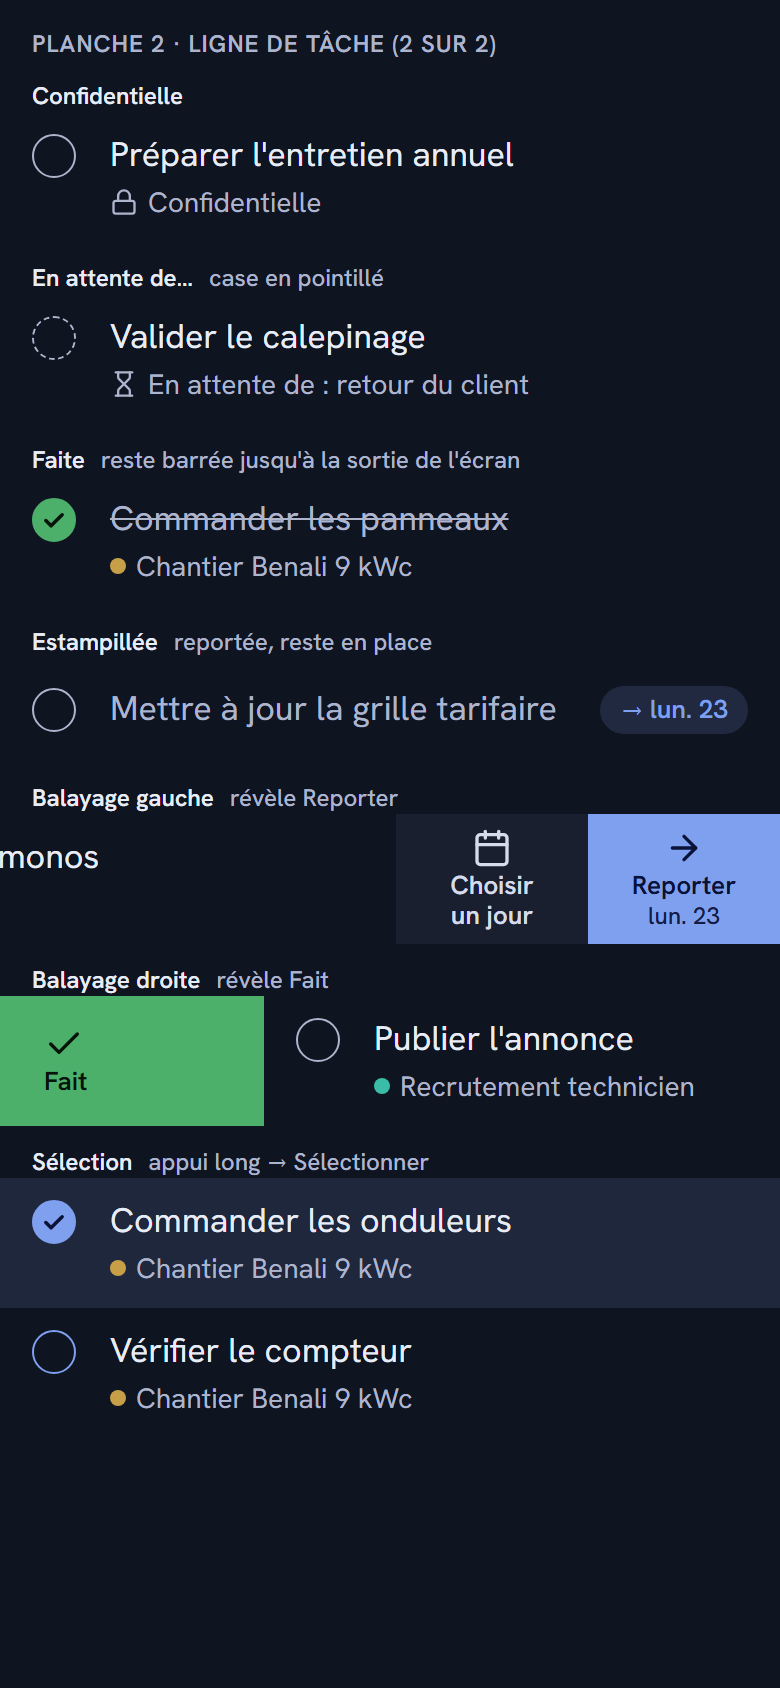 PLANCHE 2 · LIGNE DE TÂCHE (2 SUR 2)
Confidentielle
Préparer l'entretien annuel
Confidentielle
En attente de... case en pointillé
Valider le calepinage
En attente de : retour du client
Faite reste barrée jusqu'à la sortie de l'écran
Commander les panneaux
Chantier Benali 9 kWc
Estampillée reportée, reste en place
Mettre à jour la grille tarifaire → lun. 23
Balayage gauche révèle Reporter
monos
Choisir
un jour
Reporter
lun. 23
Balayage droite révèle Fait
Fait
Publier l'annonce
Recrutement technicien
Sélection appui long → Sélectionner
Commander les onduleurs
Chantier Benali 9 kWc
Vérifier le compteur
Chantier Benali 9 kWc